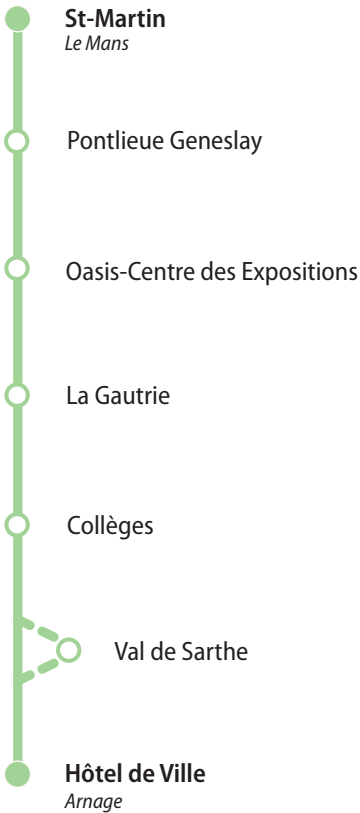 St-Martin
Le Mans
Pontlieue Geneslay
Oasis-Centre des Expositions
La Gautrie
Collèges
Val de Sarthe
Hôtel de Ville
Arnage